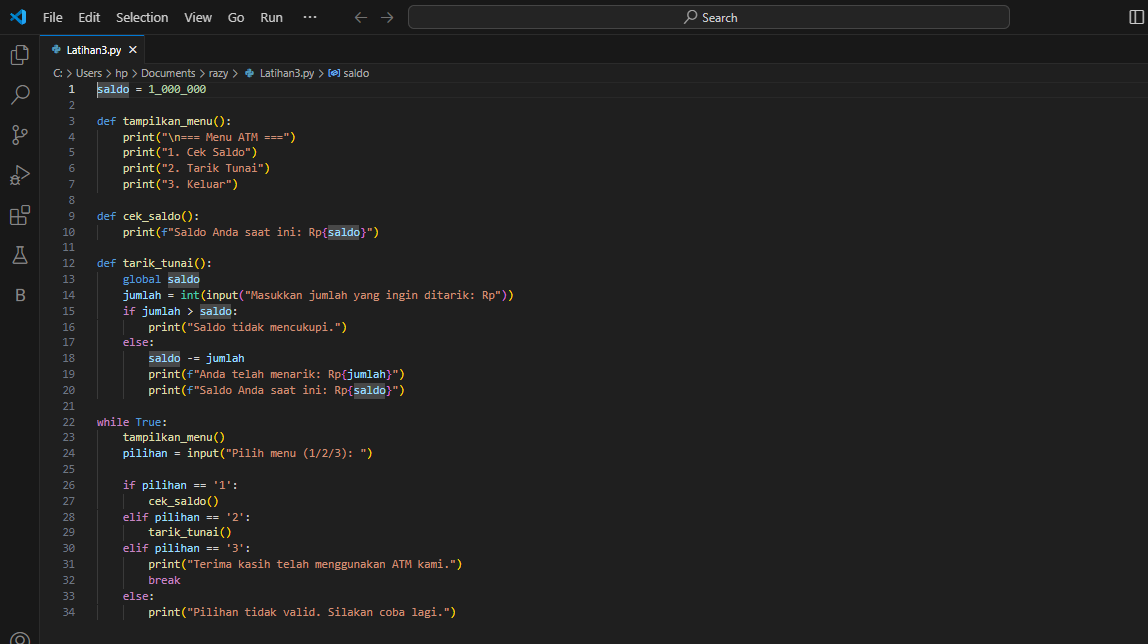 File Edit Selection View Go Run ··· Search
Latihan3.py
C: > Users > hp > Documents > razy > Latihan3.py > saldo
1 saldo = 1_000_000
2
3 def tampilkan_menu():
4     print("\n=== Menu ATM ===")
5     print("1. Cek Saldo")
6     print("2. Tarik Tunai")
7     print("3. Keluar")
8
9 def cek_saldo():
10     print(f"Saldo Anda saat ini: Rp{saldo}")
11
12 def tarik_tunai():
13     global saldo
14     jumlah = int(input("Masukkan jumlah yang ingin ditarik: Rp"))
15     if jumlah > saldo:
16         print("Saldo tidak mencukupi.")
17     else:
18         saldo -= jumlah
19         print(f"Anda telah menarik: Rp{jumlah}")
20         print(f"Saldo Anda saat ini: Rp{saldo}")
21
22 while True:
23     tampilkan_menu()
24     pilihan = input("Pilih menu (1/2/3): ")
25
26     if pilihan == '1':
27         cek_saldo()
28     elif pilihan == '2':
29         tarik_tunai()
30     elif pilihan == '3':
31         print("Terima kasih telah menggunakan ATM kami.")
32         break
33     else:
34         print("Pilihan tidak valid. Silakan coba lagi.")
B